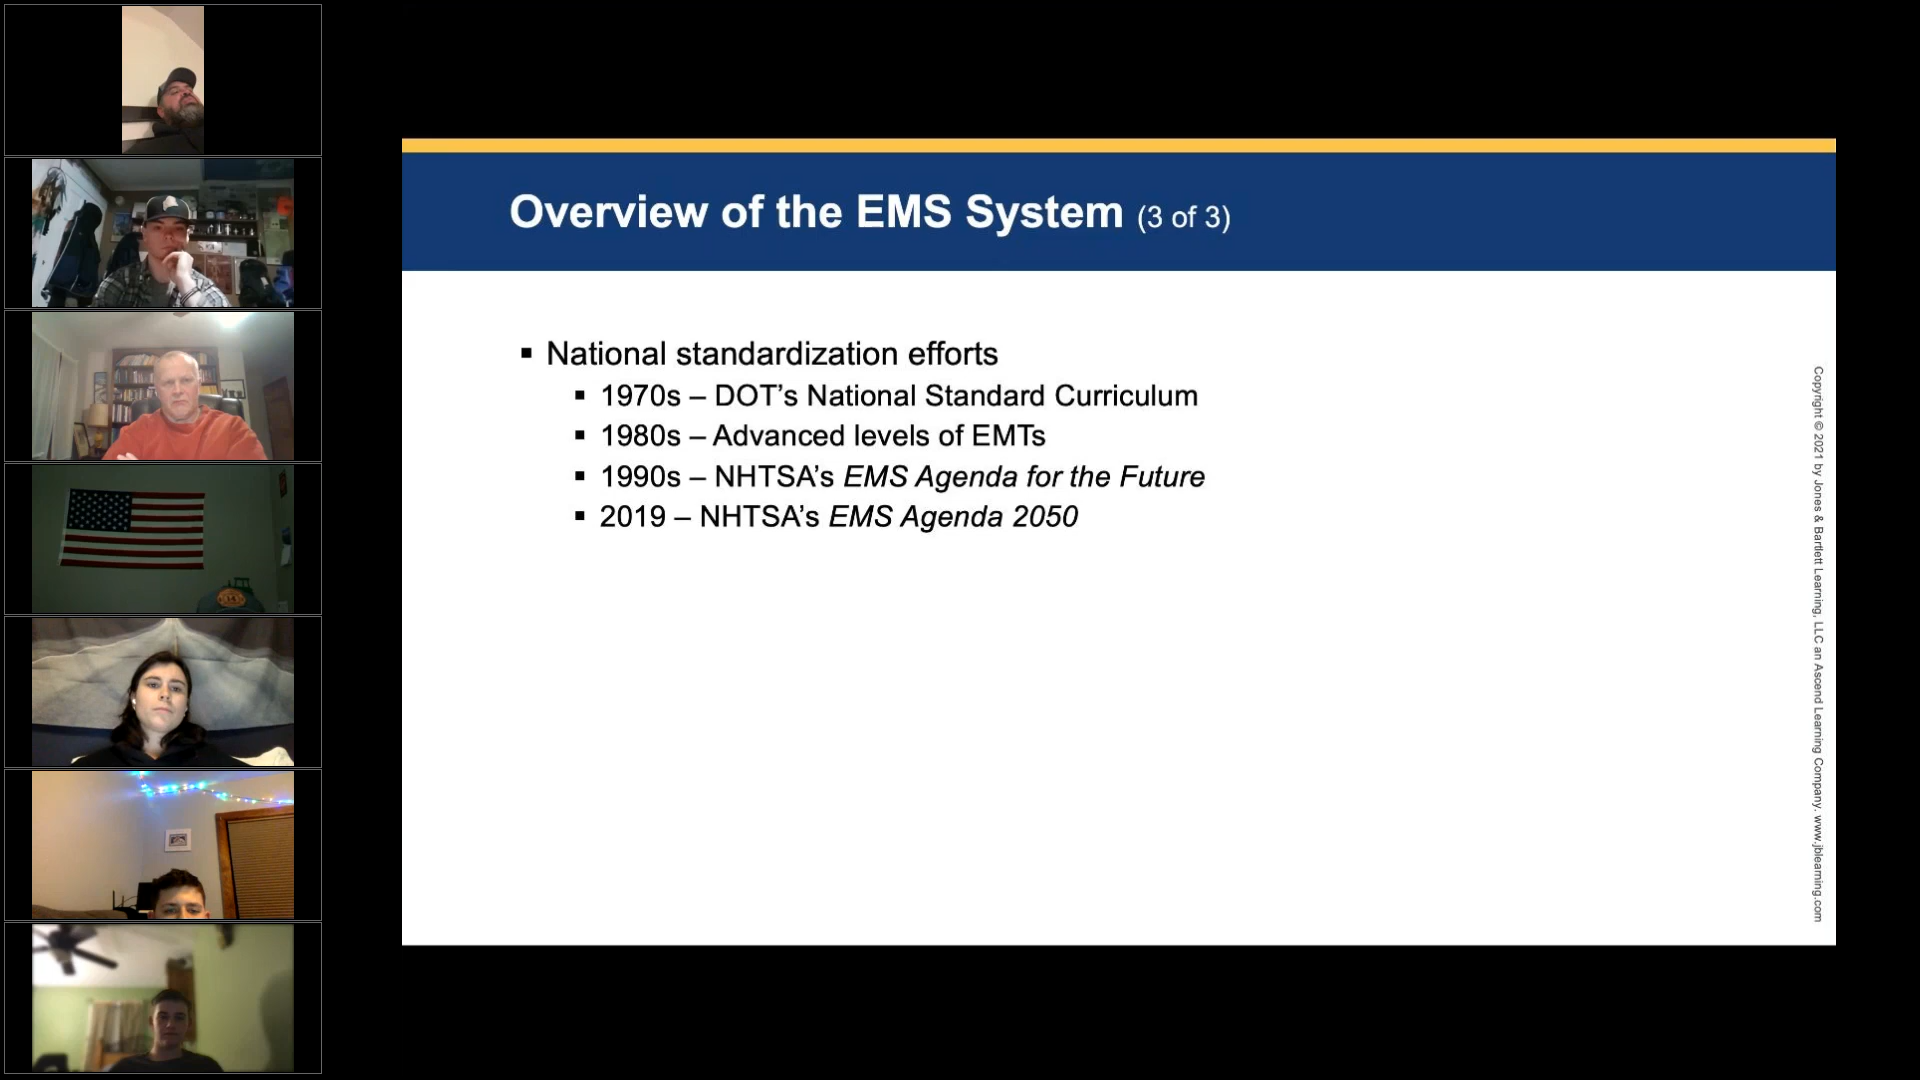 Overview of the EMS System (3 of 3)
▪ National standardization efforts
▪ 1970s – DOT’s National Standard Curriculum
▪ 1980s – Advanced levels of EMTs
▪ 1990s – NHTSA’s EMS Agenda for the Future
▪ 2019 – NHTSA’s EMS Agenda 2050
Copyright © 2021 by Jones & Bartlett Learning, LLC an Ascend Learning Company. www.jblearning.com